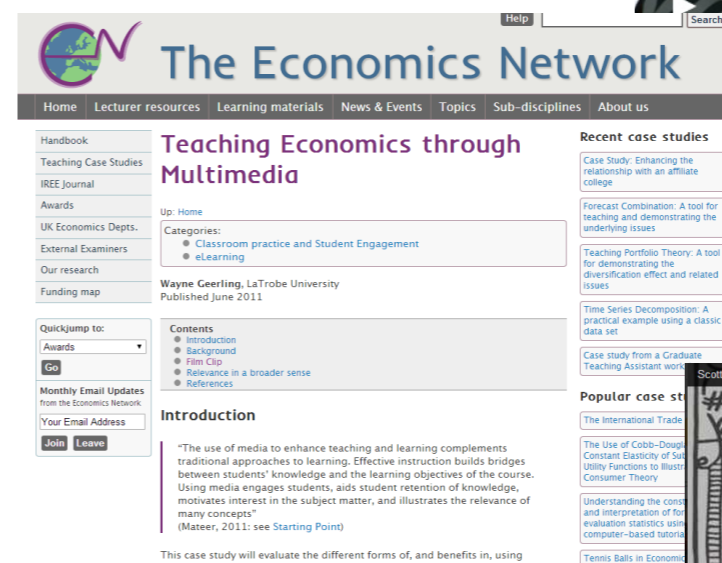 Help
Search
The Economics Network
Home Lecturer resources Learning materials News & Events Topics Sub-disciplines About us
Handbook
Teaching Case Studies
IREE Journal
Awards
UK Economics Depts.
External Examiners
Our research
Funding map
Quickjump to:
Awards
Go
Monthly Email Updates
from the Economics Network
Your Email Address
Join Leave
Teaching Economics through
Multimedia
Up: Home
Categories:
Classroom practice and Student Engagement
eLearning
Wayne Geerling, LaTrobe University
Published June 2011
Contents
Introduction
Background
Film Clip
Relevance in a broader sense
References
Introduction
“The use of media to enhance teaching and learning complements
traditional approaches to learning. Effective instruction builds bridges
between students' knowledge and the learning objectives of the course.
Using media engages students, aids student retention of knowledge,
motivates interest in the subject matter, and illustrates the relevance of
many concepts”
(Mateer, 2011: see Starting Point)
This case study will evaluate the different forms of, and benefits in, using
Recent case studies
Case Study: Enhancing the
relationship with an affiliate
college
Forecast Combination: A tool for
teaching and demonstrating the
underlying issues
Teaching Portfolio Theory: A tool
for demonstrating the
diversification effect and related
issues
Time Series Decomposition: A
practical example using a classic
data set
Case study from a Graduate
Teaching Assistant work
Scott
Popular case st
The International Trade
The Use of Cobb-Dougl
Constant Elasticity of Su
Utility Functions to Illustr
Consumer Theory
Understanding the const
and interpretation of for
evaluation statistics usin
computer-based tutoria
Tennis Balls in Economic